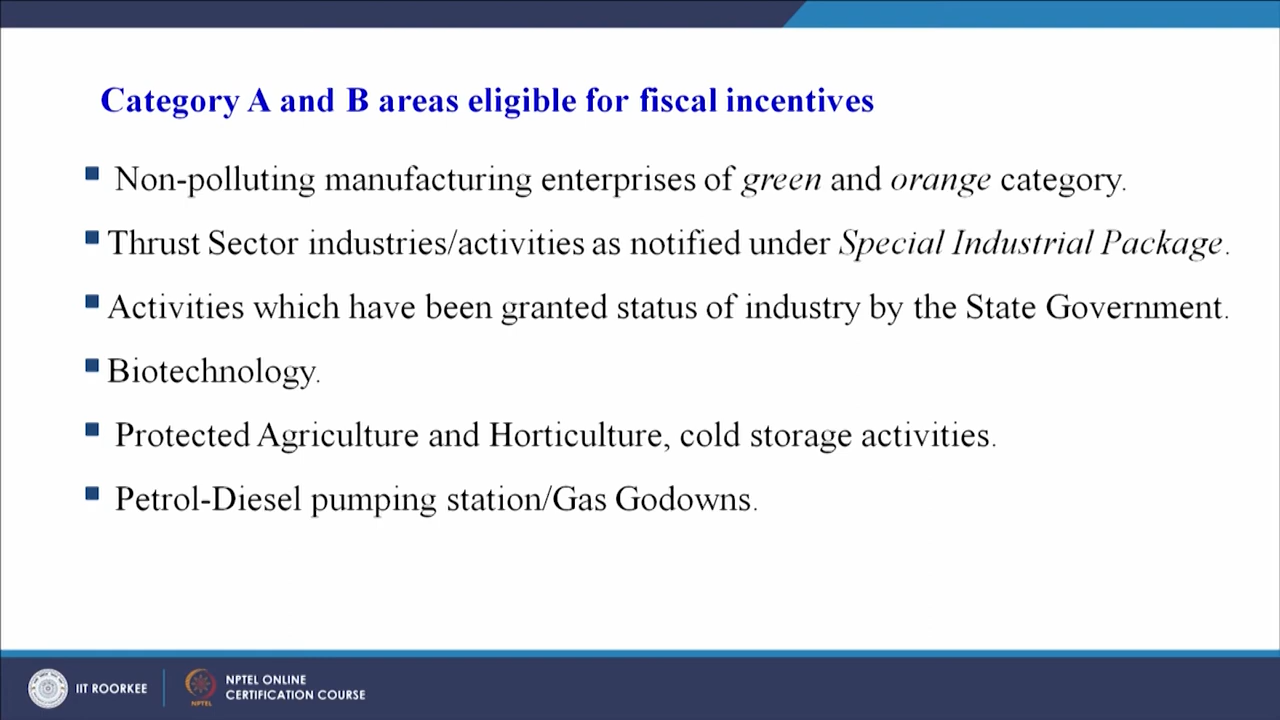 Category A and B areas eligible for fiscal incentives
Non-polluting manufacturing enterprises of green and orange category.
Thrust Sector industries/activities as notified under Special Industrial Package.
Activities which have been granted status of industry by the State Government.
Biotechnology.
Protected Agriculture and Horticulture, cold storage activities.
Petrol-Diesel pumping station/Gas Godowns.
IIT ROORKEE
NPTEL ONLINE
CERTIFICATION COURSE
NPTEL